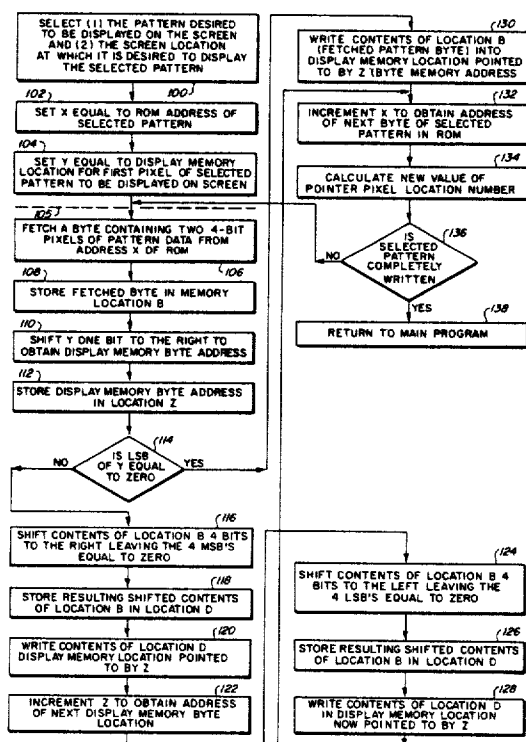 SELECT (1) THE PATTERN DESIRED
TO BE DISPLAYED ON THE SCREEN
AND (2) THE SCREEN LOCATION
AT WHICH IT IS DESIRED TO DISPLAY
THE SELECTED PATTERN
100
102
SET X EQUAL TO ROM ADDRESS OF
SELECTED PATTERN
104
SET Y EQUAL TO DISPLAY MEMORY
LOCATION FOR FIRST PIXEL OF SELECTED
PATTERN TO BE DISPLAYED ON SCREEN
105
FETCH A BYTE CONTAINING TWO 4-BIT
PIXELS OF PATTERN DATA FROM
ADDRESS X OF ROM
106
108
STORE FETCHED BYTE IN MEMORY
LOCATION B
110
SHIFT Y ONE BIT TO THE RIGHT TO
OBTAIN DISPLAY MEMORY BYTE ADDRESS
112
STORE DISPLAY MEMORY BYTE ADDRESS
IN LOCATION Z
114
NO
IS LSB
OF Y EQUAL
TO ZERO
YES
116
SHIFT CONTENTS OF LOCATION B 4 BITS
TO THE RIGHT LEAVING THE 4 MSB'S
EQUAL TO ZERO
118
STORE RESULTING SHIFTED CONTENTS
OF LOCATION B IN LOCATION D
120
WRITE CONTENTS OF LOCATION D
DISPLAY MEMORY LOCATION POINTED
TO BY Z
122
INCREMENT Z TO OBTAIN ADDRESS
OF NEXT DISPLAY MEMORY BYTE
LOCATION
130
WRITE CONTENTS OF LOCATION B
(FETCHED PATTERN BYTE) INTO
DISPLAY MEMORY LOCATION POINTED
TO BY Z (BYTE MEMORY ADDRESS
132
INCREMENT X TO OBTAIN ADDRESS
OF NEXT BYTE OF SELECTED
PATTERN IN ROM
134
CALCULATE NEW VALUE OF
POINTER PIXEL LOCATION NUMBER
136
NO
IS
SELECTED
PATTERN
COMPLETELY
WRITTEN
YES
138
RETURN TO MAIN PROGRAM
124
SHIFT CONTENTS OF LOCATION B 4
BITS TO THE LEFT LEAVING THE
4 LSB'S EQUAL TO ZERO
126
STORE RESULTING SHIFTED CONTENTS
OF LOCATION B IN LOCATION D
128
WRITE CONTENTS OF LOCATION D
IN DISPLAY MEMORY LOCATION
NOW POINTED TO BY Z